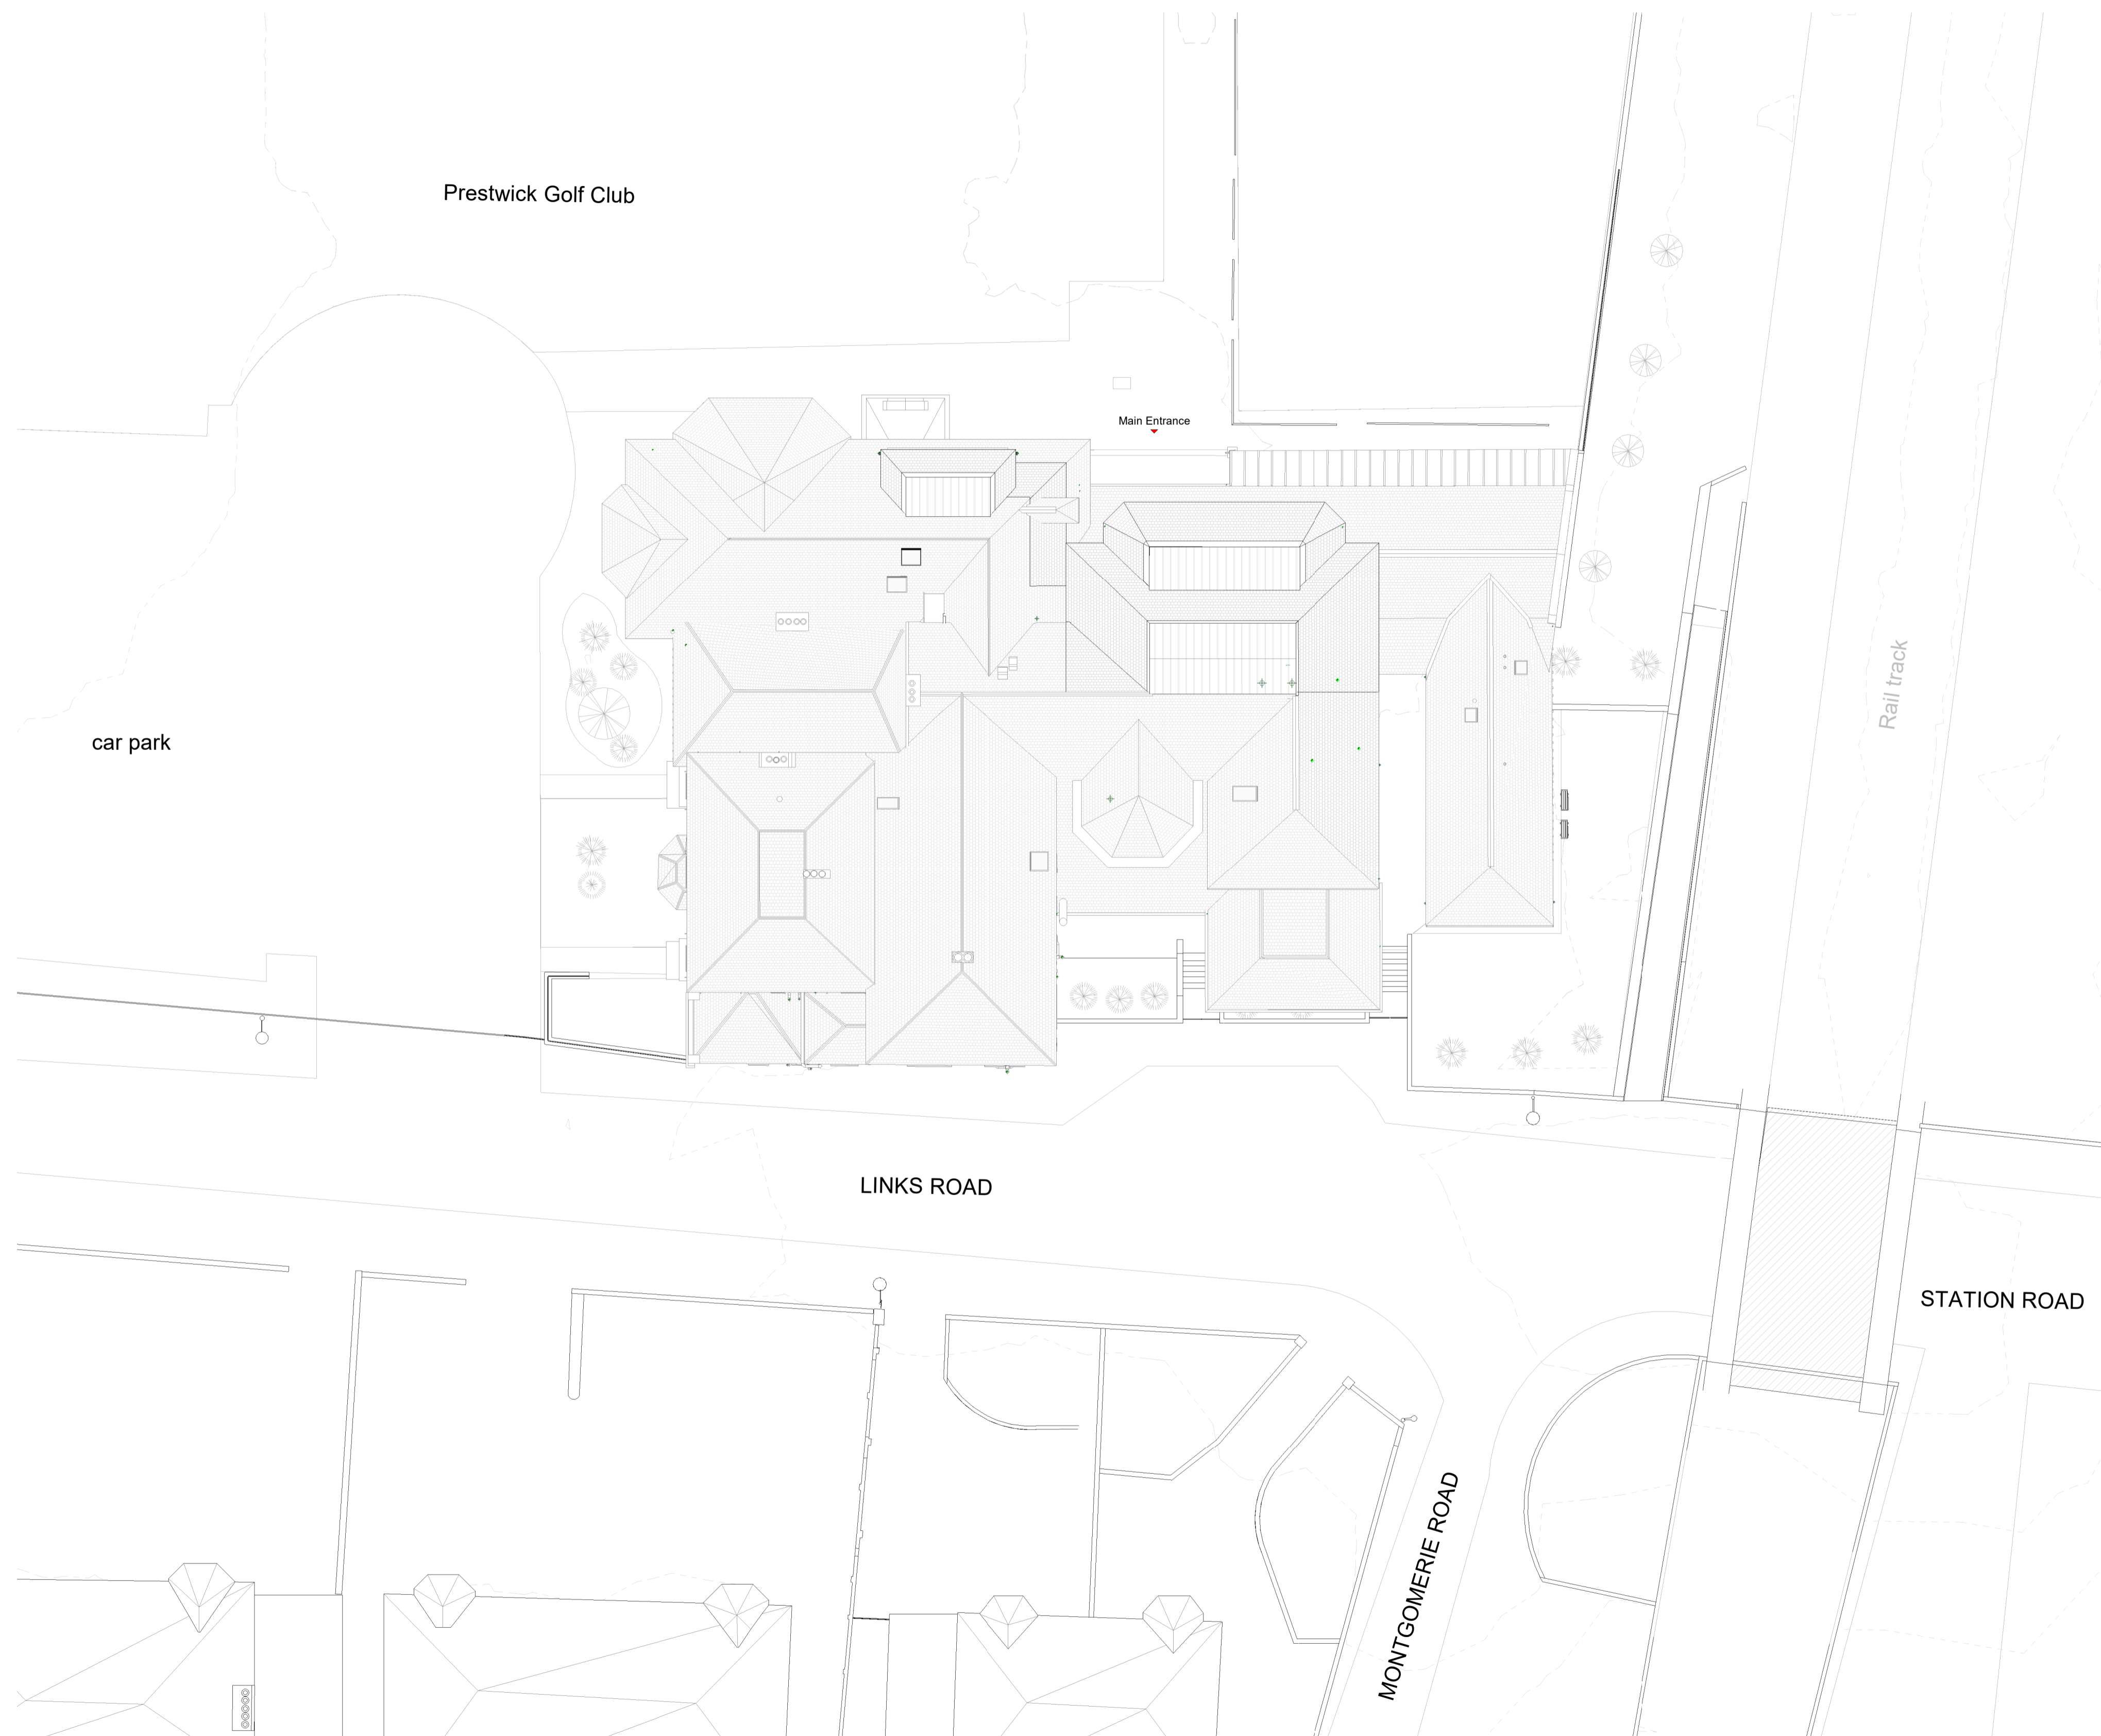 Prestwick Golf Club
Main Entrance
Rail track
car park
LINKS ROAD
STATION ROAD
MONTGOMERIE ROAD